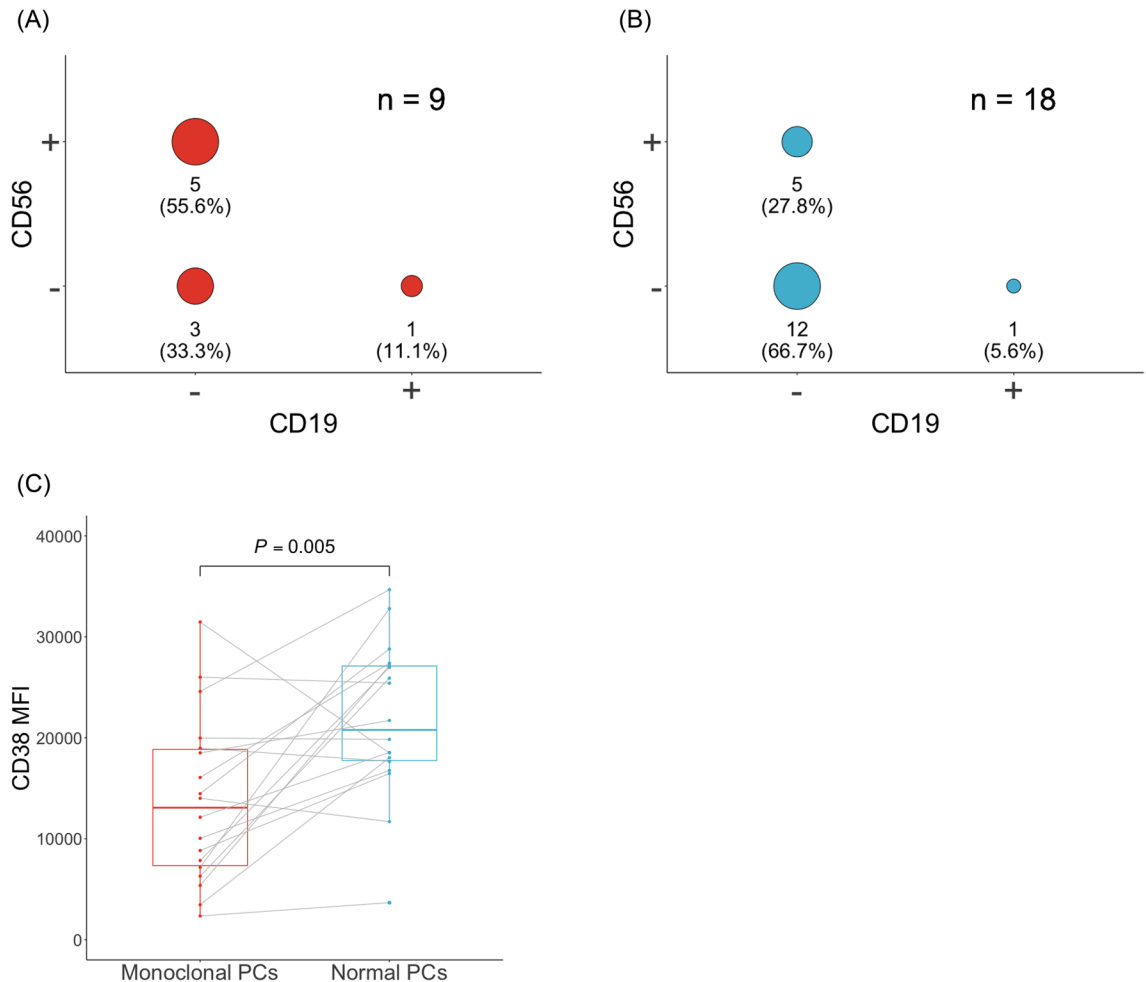 (A)
n = 9
+
5
(55.6%)
CD56
-
3
(33.3%)
1
(11.1%)
-
+
CD19
(B)
n = 18
+
5
(27.8%)
CD56
-
12
(66.7%)
1
(5.6%)
-
+
CD19
(C)
40000
P = 0.005
30000
CD38 MFI
20000
10000
0
Monoclonal PCs
Normal PCs